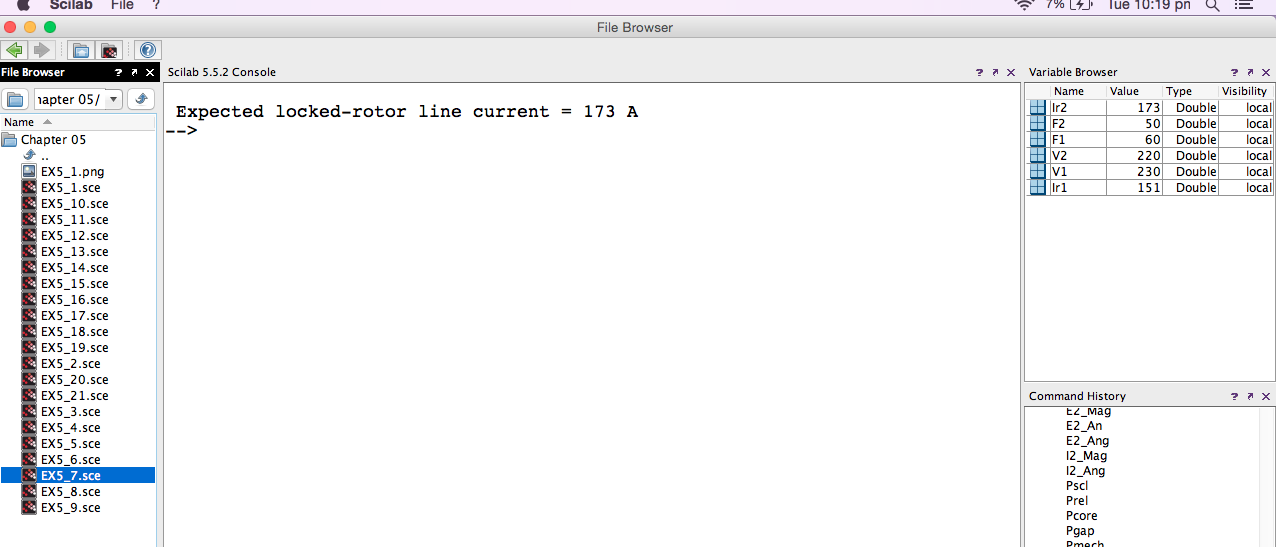 Scilab File ? 7% Tue 10:19 pn
File Browser
File Browser ? ↗ ×
hapter 05/
Name
Chapter 05
..
EX5_1.png
EX5_1.sce
EX5_10.sce
EX5_11.sce
EX5_12.sce
EX5_13.sce
EX5_14.sce
EX5_15.sce
EX5_16.sce
EX5_17.sce
EX5_18.sce
EX5_19.sce
EX5_2.sce
EX5_20.sce
EX5_21.sce
EX5_3.sce
EX5_4.sce
EX5_5.sce
EX5_6.sce
EX5_7.sce
EX5_8.sce
EX5_9.sce
Scilab 5.5.2 Console ? ↗ ×
Expected locked-rotor line current = 173 A
-->
Variable Browser ? ↗ ×
Name Value Type Visibility
Ir2 173 Double local
F2 50 Double local
F1 60 Double local
V2 220 Double local
V1 230 Double local
Ir1 151 Double local
Command History ? ↗ ×
E2_Mag
E2_An
E2_Ang
I2_Mag
I2_Ang
Pscl
Prel
Pcore
Pgap
Pmech